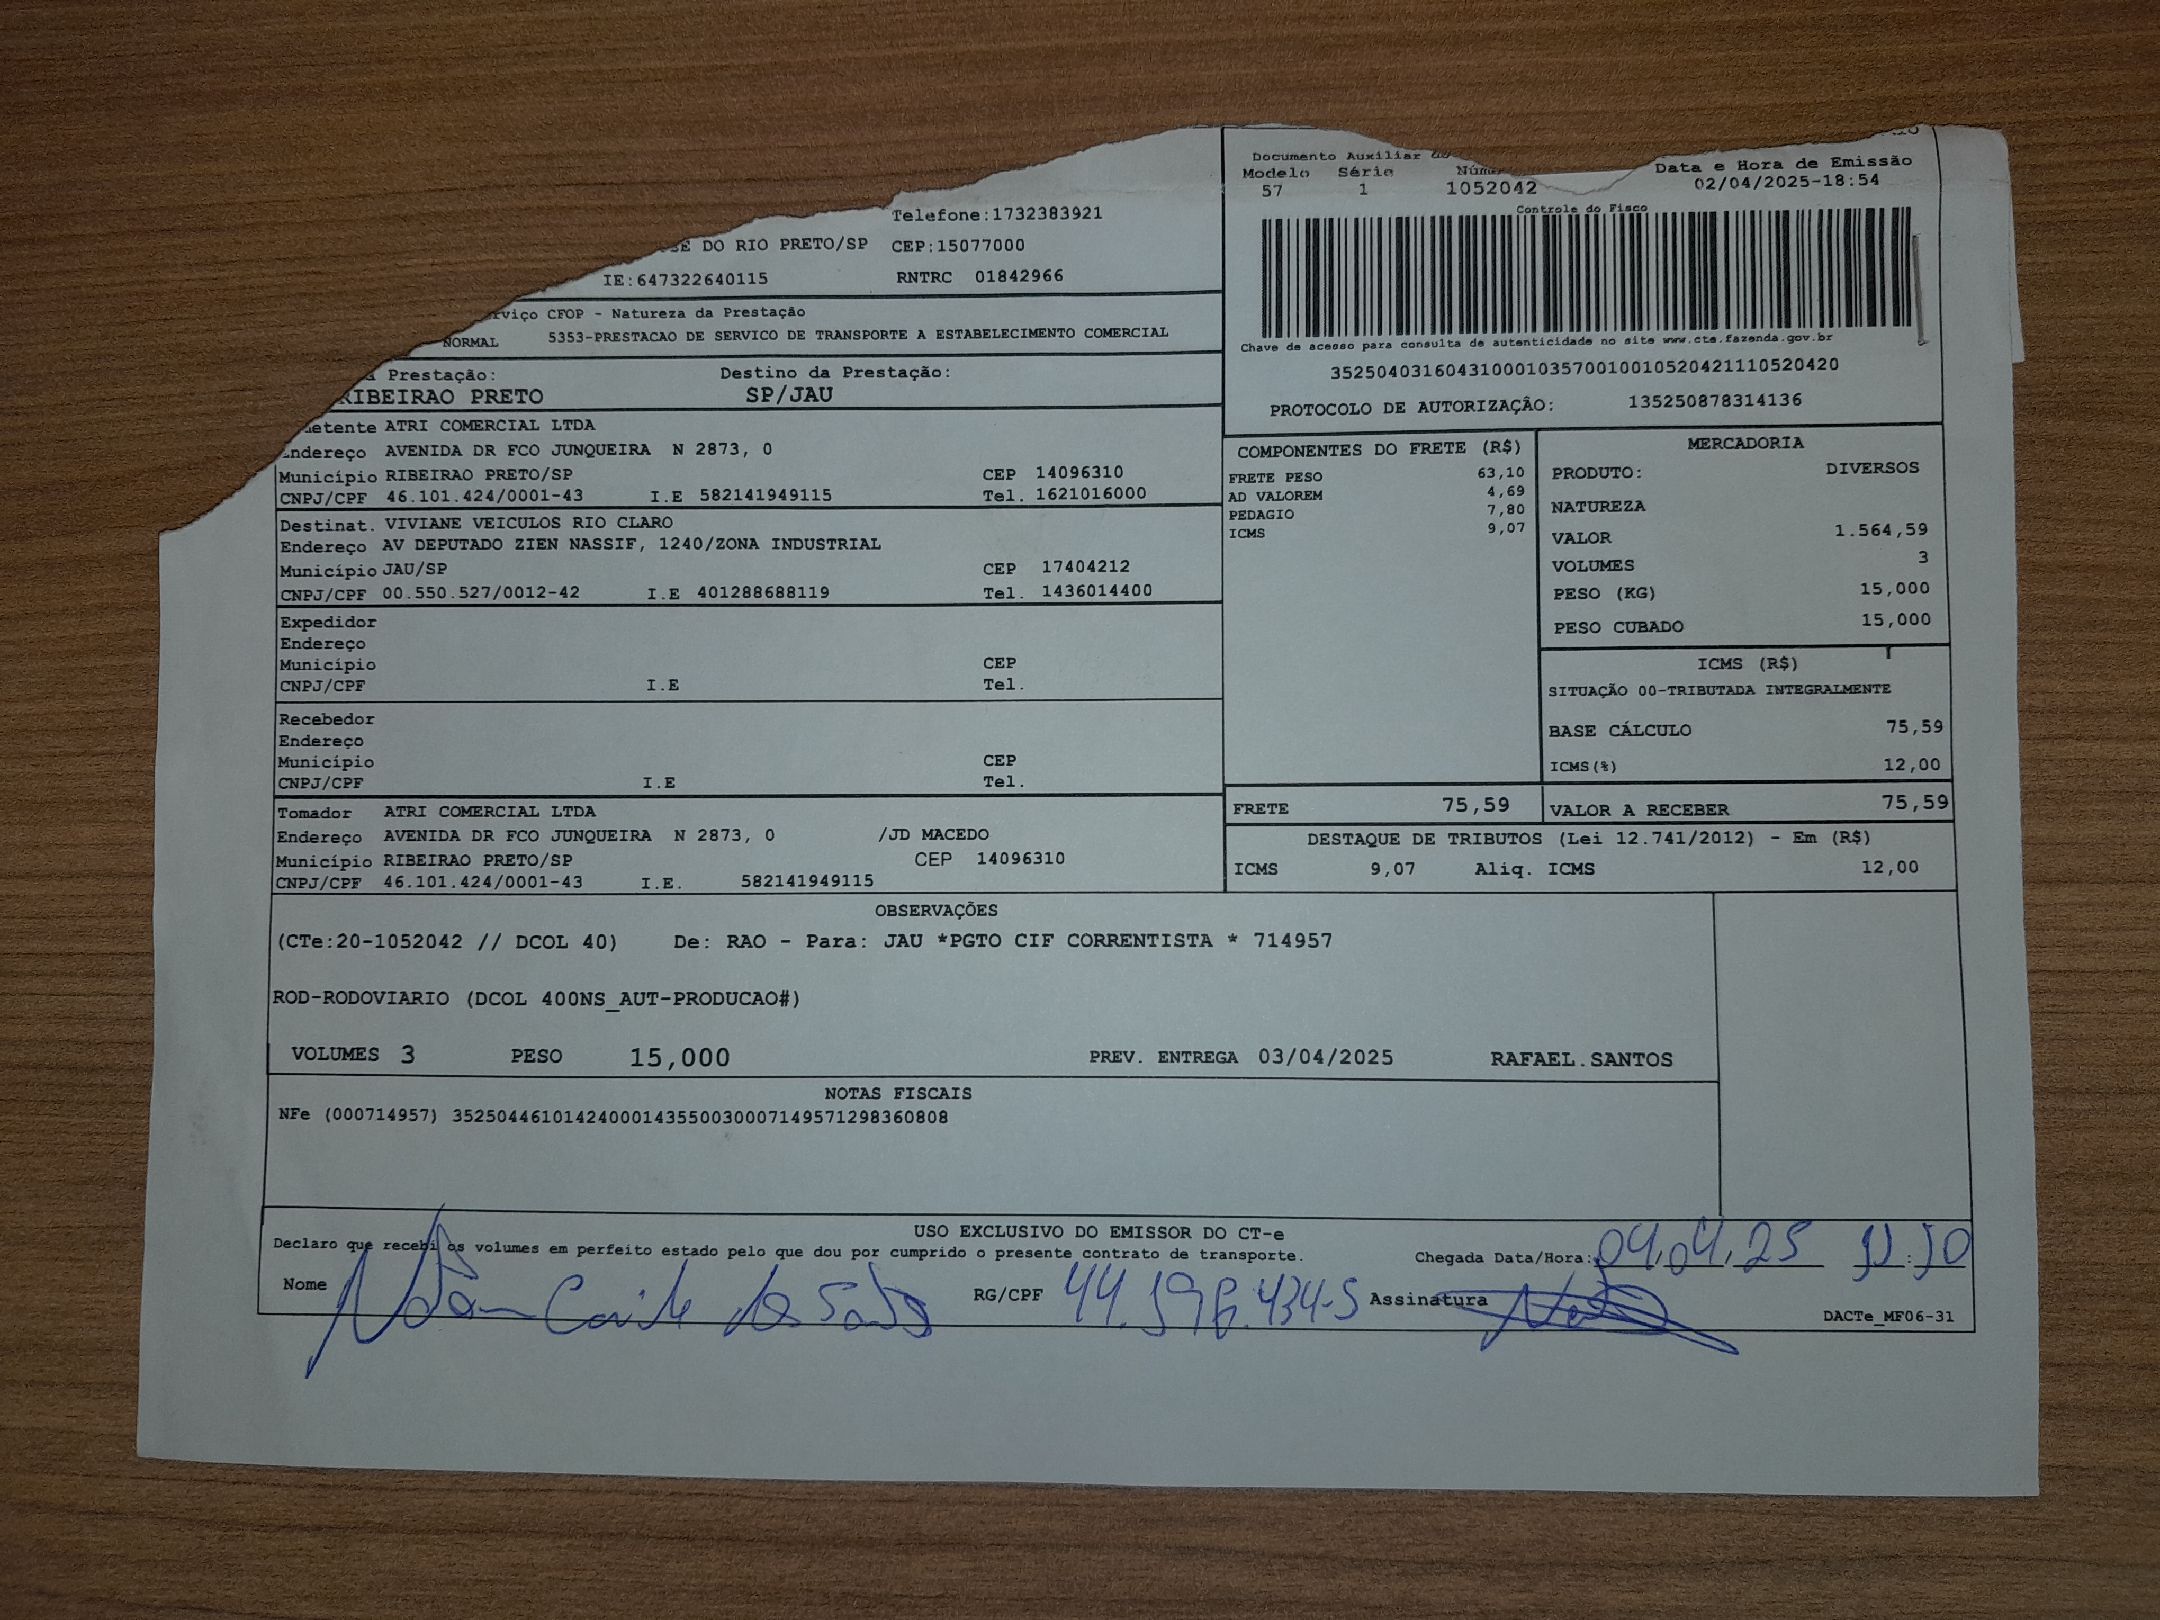 Documento Auxiliar
Modelo Série Data e Hora de Emissão
57 1 1052042 02/04/2025-18:54
Controle do Fisco
Chave de acesso para consulta de autenticidade no site www.cte.fazenda.gov.br
35250403160431000103570010010520421110520420
PROTOCOLO DE AUTORIZAÇÂO: 135250878314136
Telefone:1732383921
DO RIO PRETO/SP CEP:15077000
IE:647322640115 RNTRC 01842966
CFOP - Natureza da Prestação
NORMAL 5353-PRESTACAO DE SERVICO DE TRANSPORTE A ESTABELECIMENTO COMERCIAL
Prestação: Destino da Prestação:
RIBEIRAO PRETO SP/JAU
ATRI COMERCIAL LTDA
Endereço AVENIDA DR FCO JUNQUEIRA N 2873, 0
Município RIBEIRAO PRETO/SP CEP 14096310
CNPJ/CPF 46.101.424/0001-43 I.E 582141949115 Tel. 1621016000
Destinat. VIVIANE VEICULOS RIO CLARO
Endereço AV DEPUTADO ZIEN NASSIF, 1240/ZONA INDUSTRIAL
Município JAU/SP CEP 17404212
CNPJ/CPF 00.550.527/0012-42 I.E 401288688119 Tel. 1436014400
Expedidor
Endereço
Município CEP
CNPJ/CPF I.E Tel.
Recebedor
Endereço
Município CEP
CNPJ/CPF I.E Tel.
Tomador ATRI COMERCIAL LTDA
Endereço AVENIDA DR FCO JUNQUEIRA N 2873, 0 /JD MACEDO
Município RIBEIRAO PRETO/SP CEP 14096310
CNPJ/CPF 46.101.424/0001-43 I.E. 582141949115
COMPONENTES DO FRETE (R$)
FRETE PESO 63,10
AD VALOREM 4,69
PEDAGIO 7,80
ICMS 9,07
MERCADORIA
PRODUTO: DIVERSOS
NATUREZA
VALOR 1.564,59
VOLUMES 3
PESO (KG) 15,000
PESO CUBADO 15,000
ICMS (R$)
SITUAÇÃO 00-TRIBUTADA INTEGRALMENTE
BASE CÁLCULO 75,59
ICMS(%) 12,00
FRETE 75,59 VALOR A RECEBER 75,59
DESTAQUE DE TRIBUTOS (Lei 12.741/2012) - Em (R$)
ICMS 9,07 Aliq. ICMS 12,00
OBSERVAÇÕES
(CTe:20-1052042 // DCOL 40) De: RAO - Para: JAU *PGTO CIF CORRENTISTA * 714957
ROD-RODOVIARIO (DCOL 400NS_AUT-PRODUCAO#)
VOLUMES 3 PESO 15,000 PREV. ENTREGA 03/04/2025 RAFAEL.SANTOS
NOTAS FISCAIS
NFe (000714957) 35250446101424000143550030007149571298360808
USO EXCLUSIVO DO EMISSOR DO CT-e
Declaro que recebi os volumes em perfeito estado pelo que dou por cumprido o presente contrato de transporte. Chegada Data/Hora: 04.04.25
Nome RG/CPF Assinatura
DACTe_MF06-31